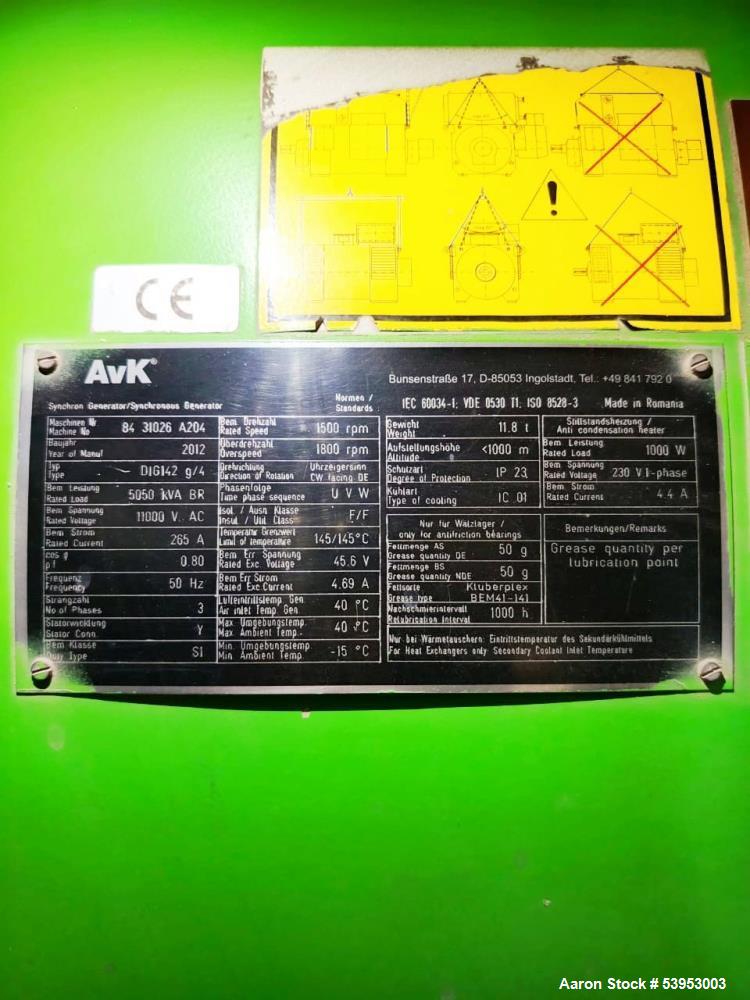 CE
AvK®
Bunsenstraße 17, D-85053 Ingolstadt, Tel.: +49 841 792 0
Synchron Generator/Synchronous Generator
Normen / Standards
IEC 60034-1; VDE 0530 T1; ISO 8528-3 Made in Romania
Maschinen Nr
Machine No 84 31026 A204
Baujahr
Year of Manuf 2012
Typ
Type DIG142 g/4
Bem Leistung
Rated Load 5050 kVA BR
Bem Spannung
Rated Voltage 11000 V AC
Bem Strom
Rated Current 265 A
cos φ
p f 0.80
Frequenz
Frequency 50 Hz
Strangzahl
No of Phases 3
Statorwicklung
Stator Conn. Y
Bem Klasse
Duty Type S1
Bem Drehzahl
Rated Speed 1500 rpm
Überdrehzahl
Overspeed 1800 rpm
Drehrichtung Uhrzeigersinn
Direction of Rotation CW facing DE
Phasenfolge
Time phase sequence U V W
Isol. / Ausn Klasse
Insul / Util Class F/F
Temperatur Grenzwert
Limit of temperature 145/145°C
Bem Err Spannung
Rated Exc. Voltage 45.6 V
Bem Err Strom
Rated Exc Current 4.69 A
Lufteintrittstemp Gen
Air inlet Temp. Gen. 40 °C
Max Umgebungstemp.
Max. Ambient Temp. 40 °C
Min. Umgebungstemp.
Min Ambient Temp. -15 °C
Gewicht
Weight 11.8 t
Aufstellungshöhe
Altitude <1000 m
Schutzart
Degree of Protection IP 23
Kühlart
Type of cooling IC 01
Nur für Wälzlager /
only for antifriction bearings
Fettmenge AS
Grease quantity DE 50 g
Fettmenge BS
Grease quantity NDE 50 g
Fettsorte Kluberplex
Grease type BEM41-141
Nachschmierintervall
Relubrication Interval 1000 h
Stillstandsheizung /
Anti condensation heater
Bem Leistung
Rated Load 1000 W
Bem Spannung
Rated Voltage 230 V 1-phase
Bem Strom
Rated Current 4.4 A
Bemerkungen/Remarks
Grease quantity per
lubrication point
Nur bei Wärmetauschern: Eintrittstemperatur des Sekundärkühlmittels
For Heat Exchangers only: Secondary Coolant Inlet Temperature
Aaron Stock # 53953003